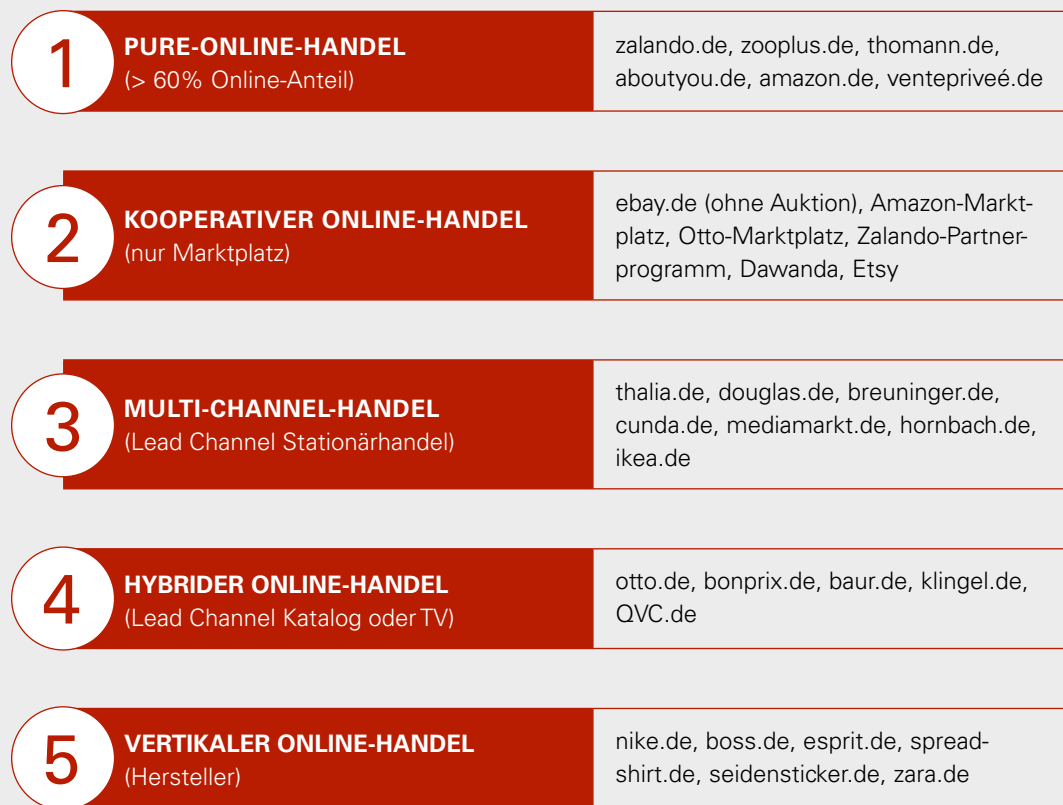 1
PURE-ONLINE-HANDEL
(> 60% Online-Anteil)
zalando.de, zooplus.de, thomann.de,
aboutyou.de, amazon.de, ventepriveé.de
2
KOOPERATIVER ONLINE-HANDEL
(nur Marktplatz)
ebay.de (ohne Auktion), Amazon-Markt-
platz, Otto-Marktplatz, Zalando-Partner-
programm, Dawanda, Etsy
3
MULTI-CHANNEL-HANDEL
(Lead Channel Stationärhandel)
thalia.de, douglas.de, breuninger.de,
cunda.de, mediamarkt.de, hornbach.de,
ikea.de
4
HYBRIDER ONLINE-HANDEL
(Lead Channel Katalog oder TV)
otto.de, bonprix.de, baur.de, klingel.de,
QVC.de
5
VERTIKALER ONLINE-HANDEL
(Hersteller)
nike.de, boss.de, esprit.de, spread-
shirt.de, seidensticker.de, zara.de